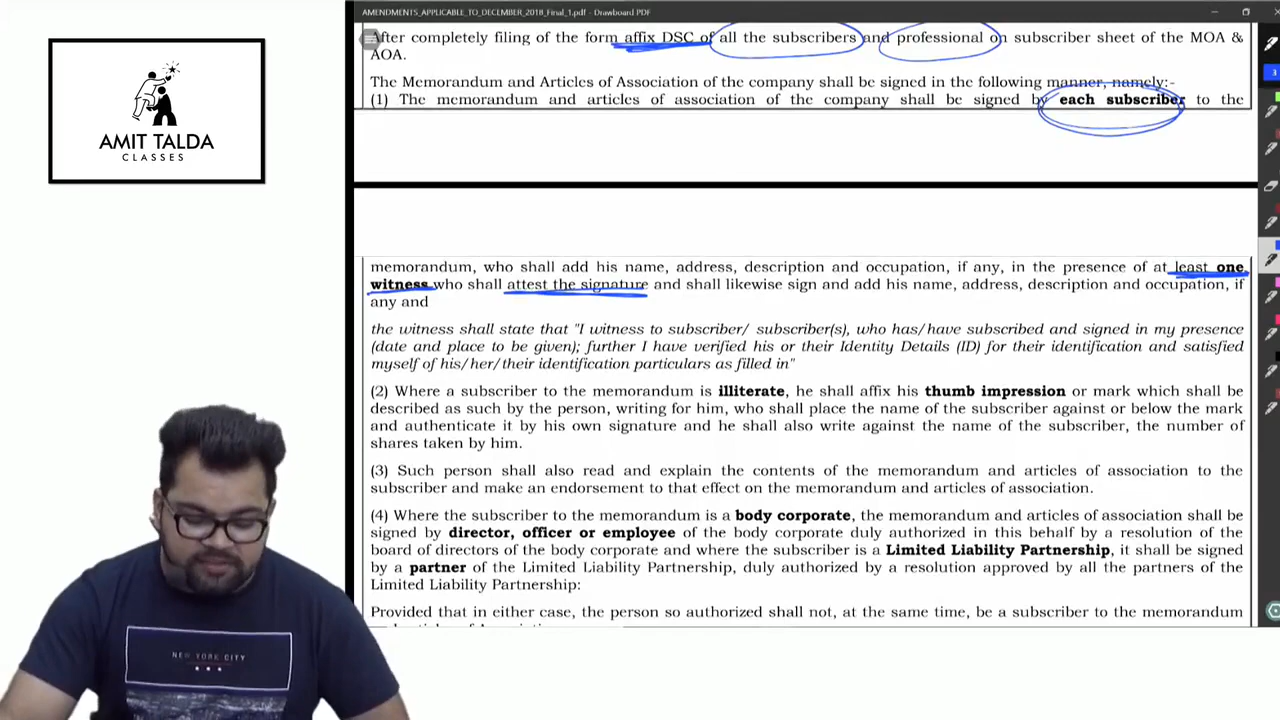 AMENDMENTS_APPLICABLE_TO_DECEMBER_2018_Final_1.pdf - Drawboard PDF
After completely filing of the form affix DSC of all the subscribers and professional on subscriber sheet of the MOA &
AOA.
The Memorandum and Articles of Association of the company shall be signed in the following manner, namely:-
(1) The memorandum and articles of association of the company shall be signed by each subscriber to the
AMIT TALDA
CLASSES
memorandum, who shall add his name, address, description and occupation, if any, in the presence of at least one
witness who shall attest the signature and shall likewise sign and add his name, address, description and occupation, if
any and
the witness shall state that "I witness to subscriber/ subscriber(s), who has/have subscribed and signed in my presence
(date and place to be given); further I have verified his or their Identity Details (ID) for their identification and satisfied
myself of his/her/their identification particulars as filled in"
(2) Where a subscriber to the memorandum is illiterate, he shall affix his thumb impression or mark which shall be
described as such by the person, writing for him, who shall place the name of the subscriber against or below the mark
and authenticate it by his own signature and he shall also write against the name of the subscriber, the number of
shares taken by him.
(3) Such person shall also read and explain the contents of the memorandum and articles of association to the
subscriber and make an endorsement to that effect on the memorandum and articles of association.
(4) Where the subscriber to the memorandum is a body corporate, the memorandum and articles of association shall be
signed by director, officer or employee of the body corporate duly authorized in this behalf by a resolution of the
board of directors of the body corporate and where the subscriber is a Limited Liability Partnership, it shall be signed
by a partner of the Limited Liability Partnership, duly authorized by a resolution approved by all the partners of the
Limited Liability Partnership:
Provided that in either case, the person so authorized shall not, at the same time, be a subscriber to the memorandum
NEW YORK CITY